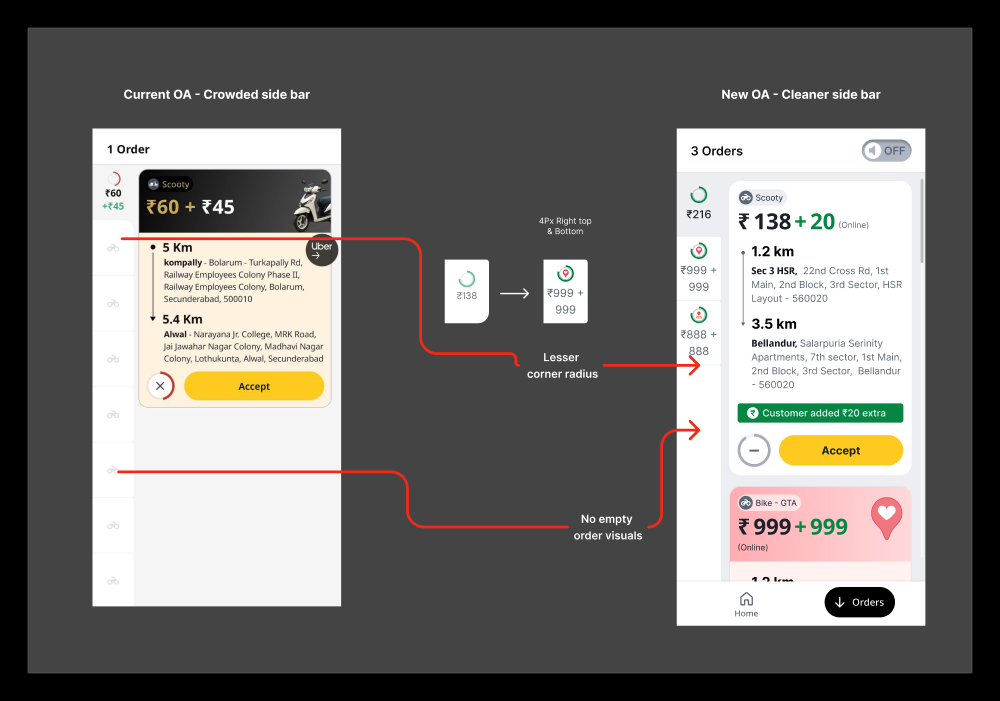 Current OA - Crowded side bar
New OA - Cleaner side bar
1 Order
₹60
+₹45
Scooty
₹60 + ₹45
Uber
5 Km
kompally - Bolarum - Turkapally Rd,
Railway Employees Colony Phase II,
Railway Employees Colony, Bolarum,
Secunderabad, 500010
5.4 Km
Alwal - Narayana Jr. College, MRK Road,
Jai Jawahar Nagar Colony, Madhavi Nagar
Colony, Lothukunta, Alwal, Secunderabad
Accept
4Px Right top
& Bottom
₹138
₹999 +
999
Lesser
corner radius
No empty
order visuals
3 Orders
OFF
₹216
₹999 +
999
₹888 +
888
Scooty
₹ 138 + 20 (Online)
1.2 km
Sec 3 HSR, 22nd Cross Rd, 1st
Main, 2nd Block, 3rd Sector, HSR
Layout - 560020
3.5 km
Bellandur, Salarpuria Serinity
Apartments, 7th sector, 1st Main,
2nd Block, 3rd Sector, Bellandur
- 560020
₹ Customer added ₹20 extra
Accept
Bike - GTA
₹ 999 + 999
(Online)
1.2 km
Home
Orders